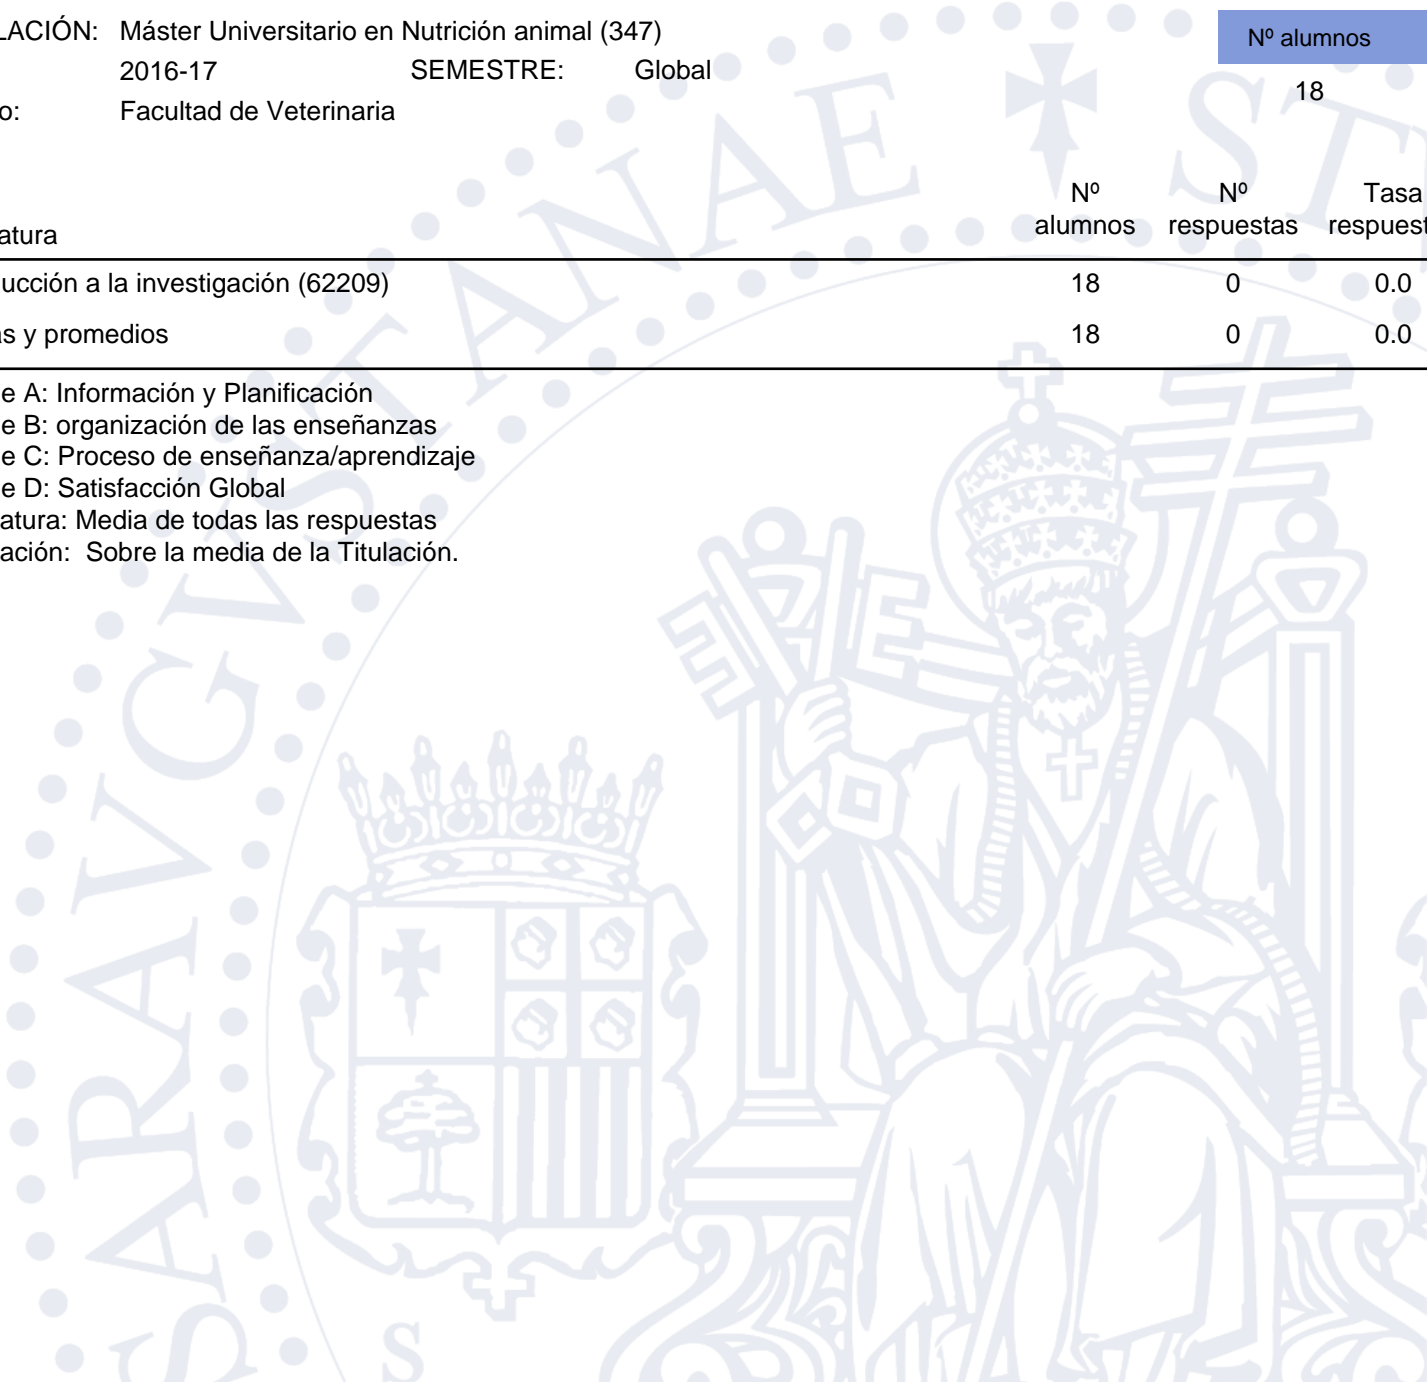 LACIÓN: Máster Universitario en Nutrición animal (347)
Nº alumnos
2016-17 SEMESTRE: Global
18
o: Facultad de Veterinaria
Nº Nº Tasa
atura alumnos respuestas respuest
ucción a la investigación (62209) 18 0 0.0
as y promedios 18 0 0.0
e A: Información y Planificación
e B: organización de las enseñanzas
e C: Proceso de enseñanza/aprendizaje
e D: Satisfacción Global
atura: Media de todas las respuestas
ación: Sobre la media de la Titulación.
SARAVGVSTANAE ST
S